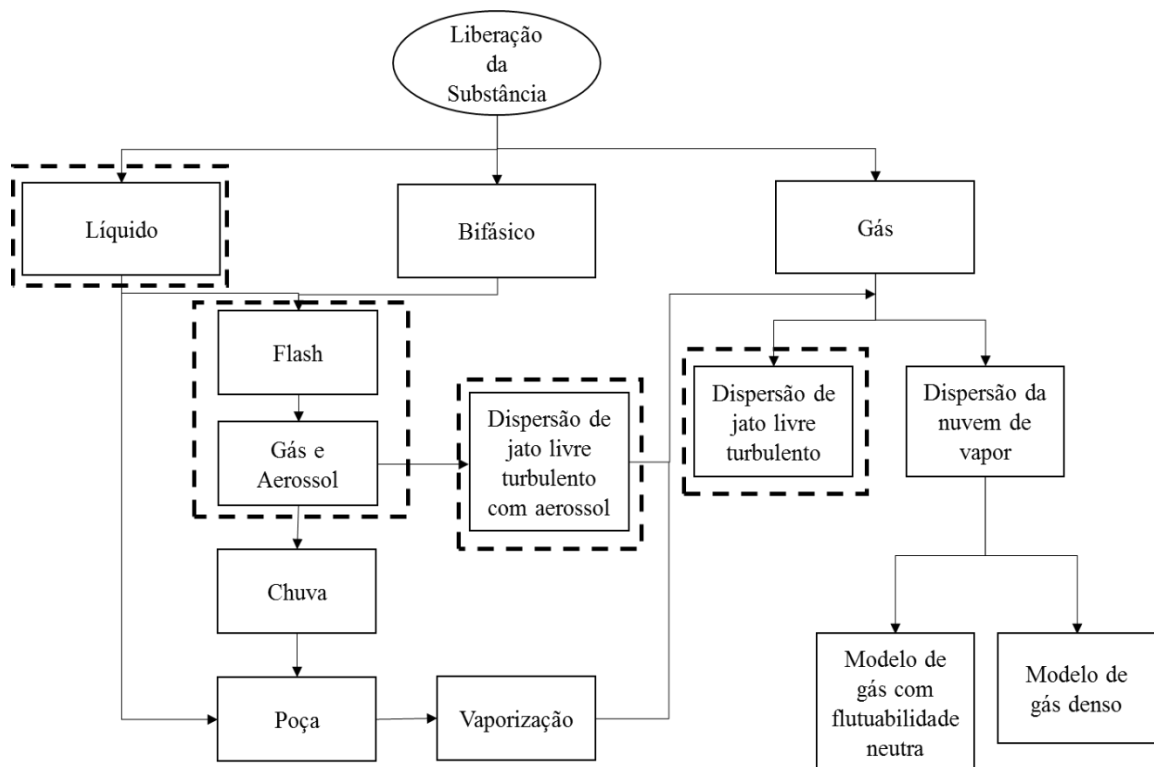 Liberação
da
Substância
Líquido
Bifásico
Gás
Flash
Gás e
Aerossol
Dispersão de
jato livre
turbulento
com aerossol
Dispersão de
jato livre
turbulento
Dispersão da
nuvem de
vapor
Chuva
Poça
Vaporização
Modelo de
gás com
flutuabilidade
neutra
Modelo de
gás denso